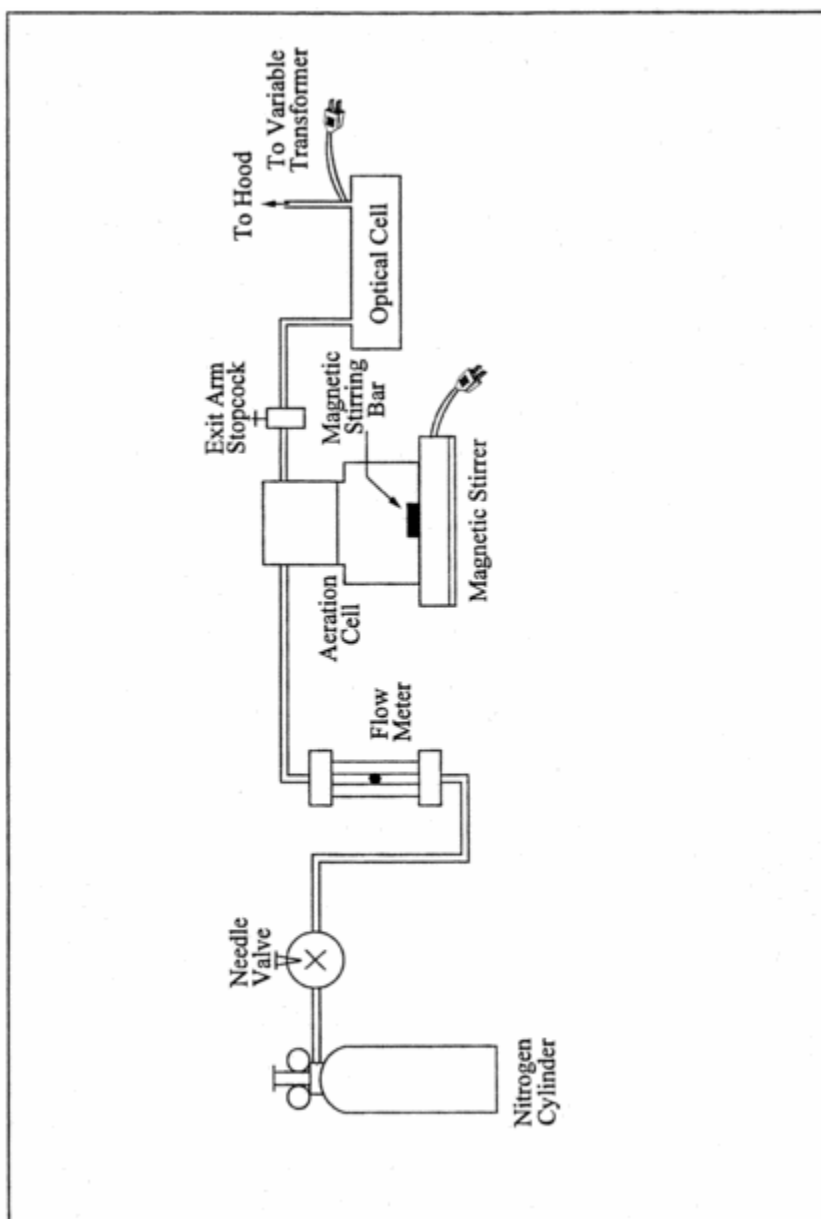 Nitrogen
Cylinder
Needle
Valve
Flow
Meter
Aeration
Cell
Magnetic Stirrer
Magnetic
Stirring
Bar
Exit Arm
Stopcock
Optical Cell
To Hood
To Variable
Transformer